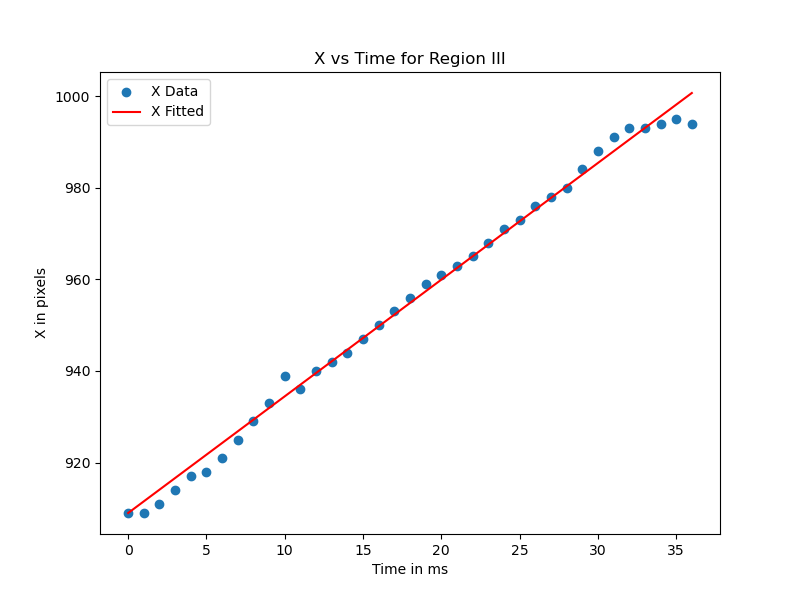 X vs Time for Region III
X Data
X Fitted
1000
980
960
940
920
X in pixels
0 5 10 15 20 25 30 35
Time in ms